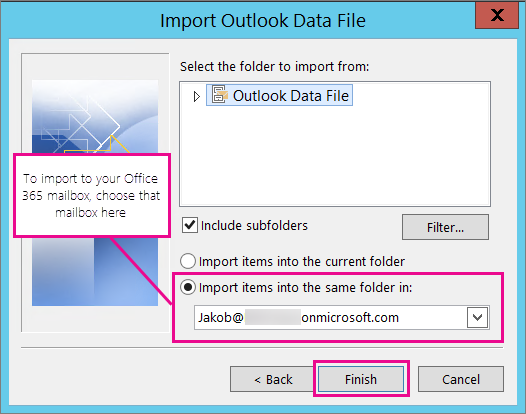 Import Outlook Data File
X
Select the folder to import from:
Outlook Data File
To import to your Office
365 mailbox, choose that
mailbox here
Include subfolders
Filter...
Import items into the current folder
Import items into the same folder in:
Jakob@ onmicrosoft.com
< Back
Finish
Cancel